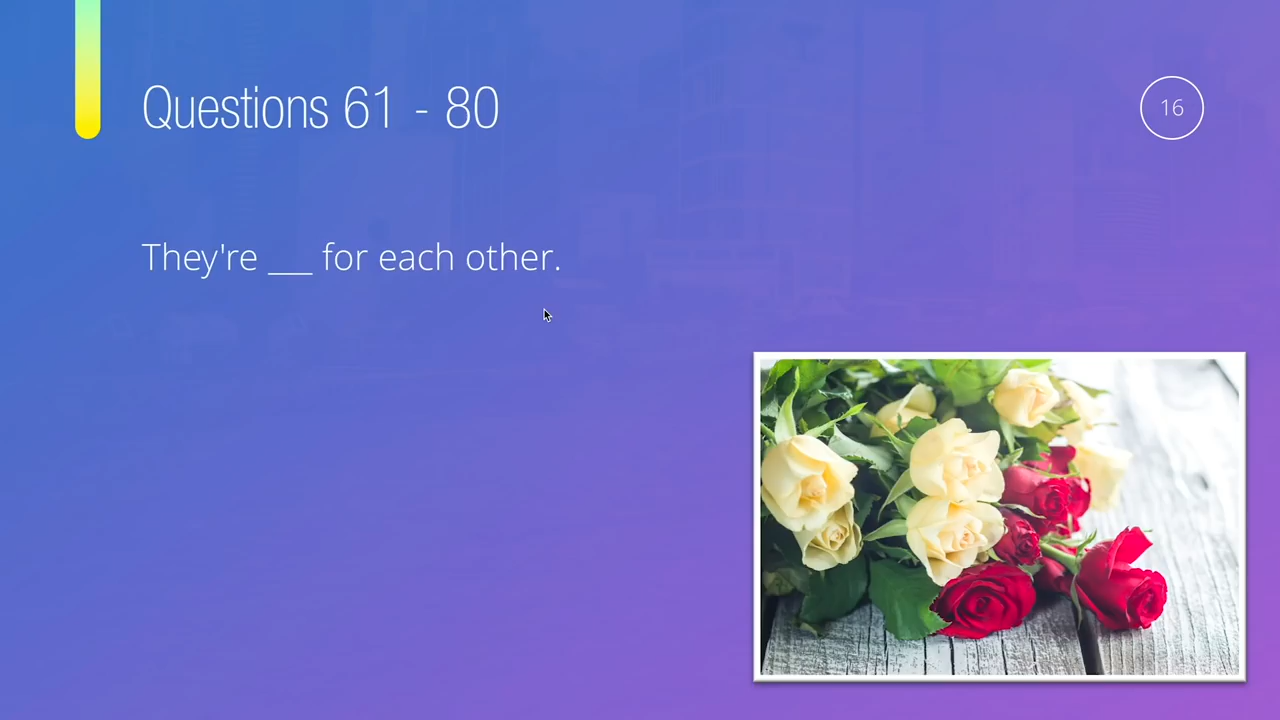 Questions 61 - 80
16
They're ___ for each other.